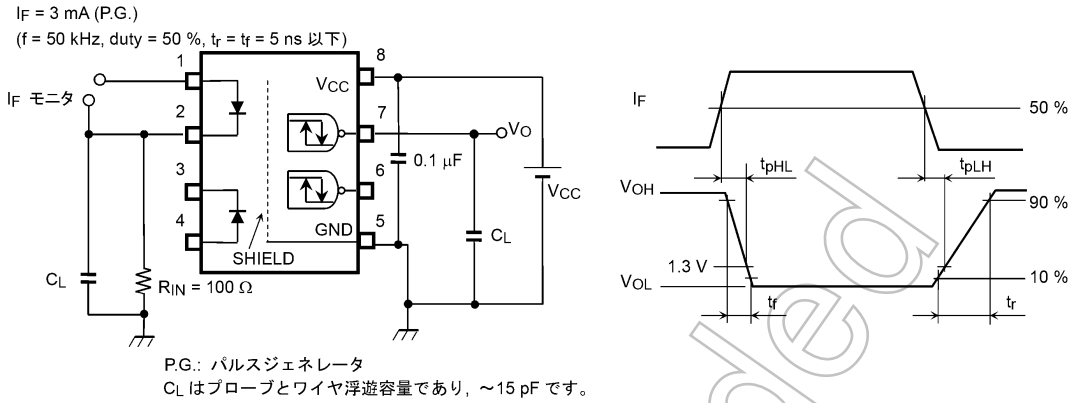 IF = 3 mA (P.G.)
(f = 50 kHz, duty = 50 %, tr = tf = 5 ns 以下)
1
8
VCC
IF モニタ
2
7
VO
0.1 μF
3
6
VCC
4
5
GND
SHIELD
CL
CL
RIN = 100 Ω
P.G.: パルスジェネレータ
CL はプローブとワイヤ浮遊容量であり, ~15 pF です。
IF
50 %
tpHL
tpLH
VOH
90 %
1.3 V
VOL
10 %
tf
tr
ded